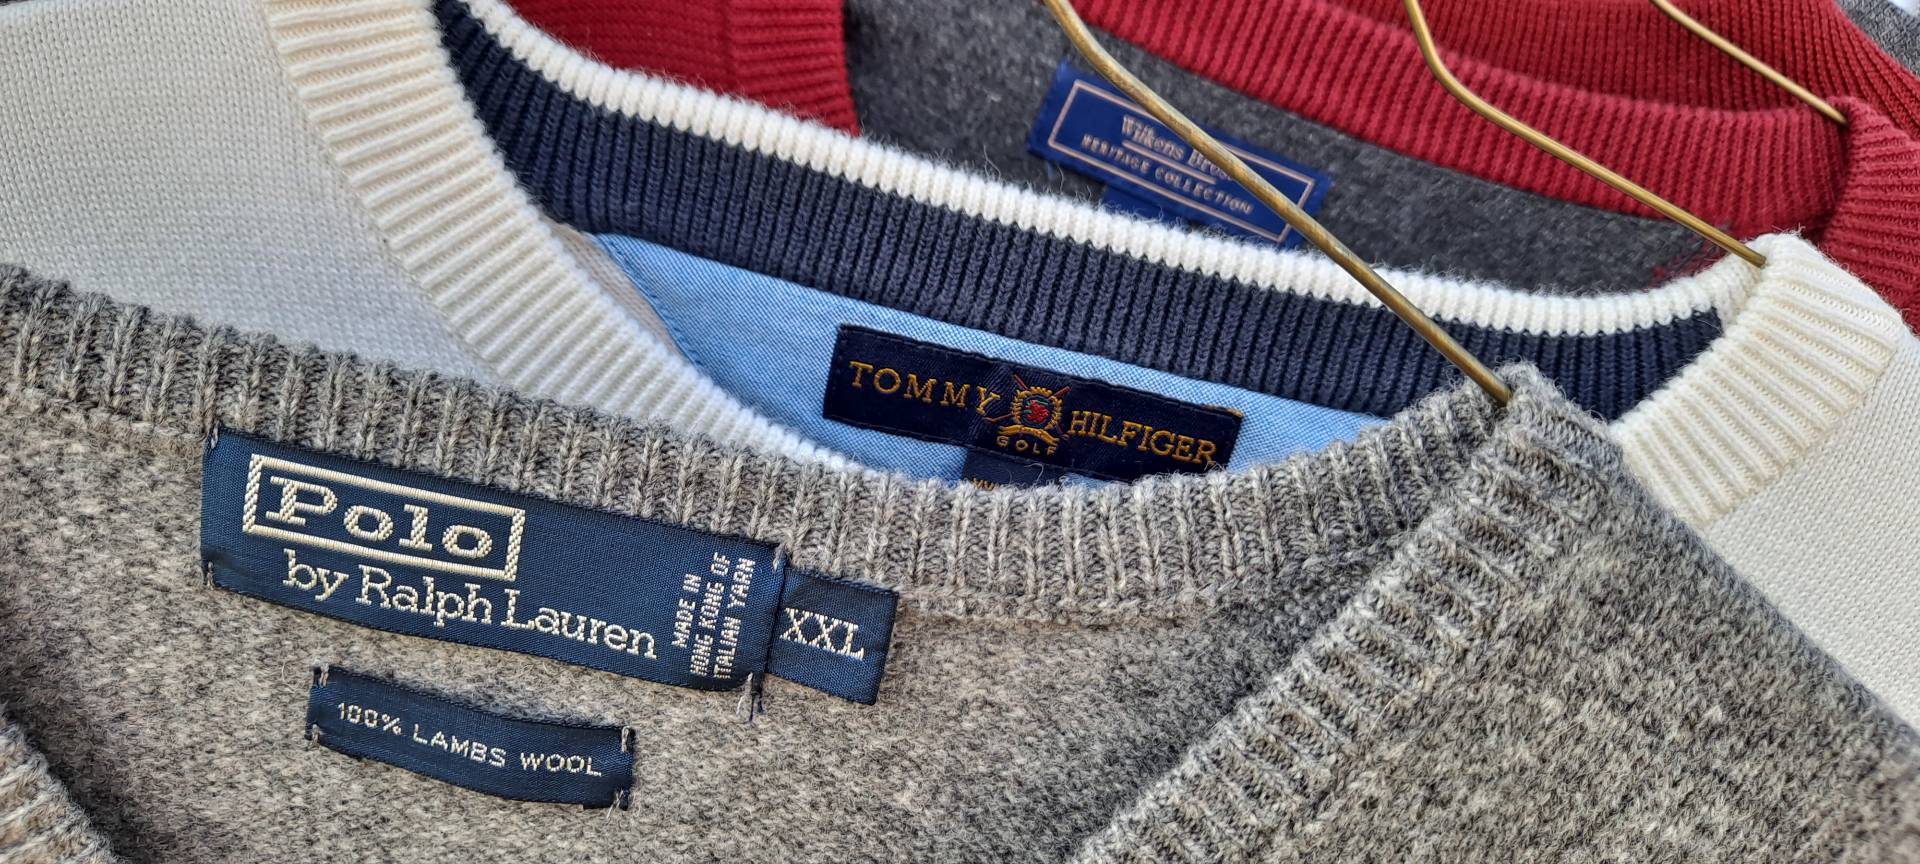 Wilkens Bros.
HERITAGE COLLECTION
TOMMY HILFIGER
GOLF
Polo
by Ralph Lauren
MADE IN
HONG KONG OF
ITALIAN YARN
XXL
100% LAMBS WOOL